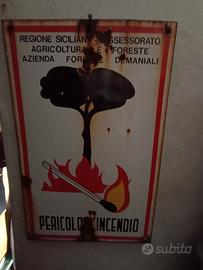 REGIONE SICILIANA ASSESSORATO
AGRICOLTURA E FORESTE
AZIENDA FORESTE DEMANIALI
PERICOLO INCENDIO
subito